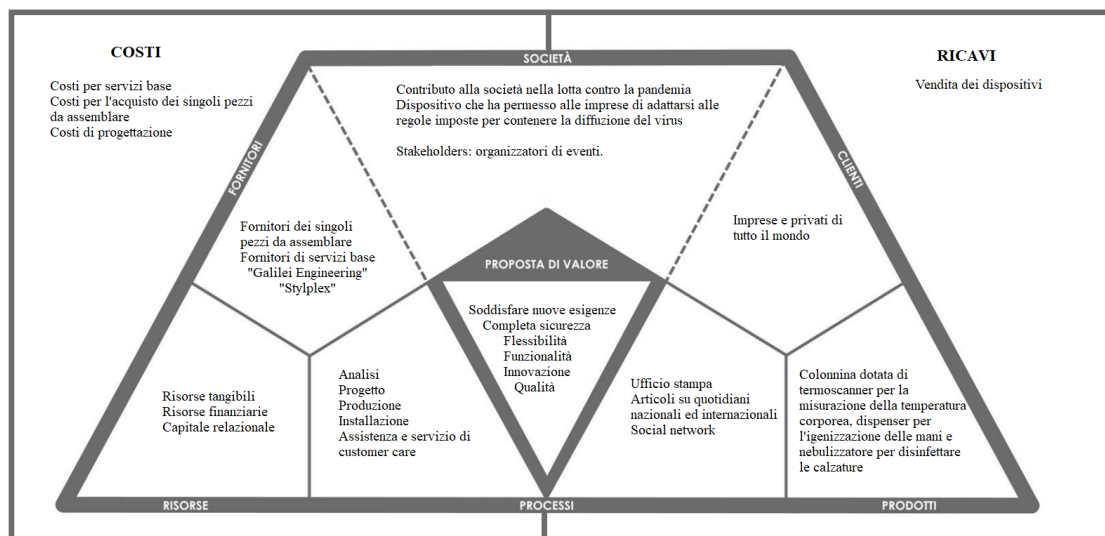 COSTI
Costi per servizi base
Costi per l'acquisto dei singoli pezzi
da assemblare
Costi di progettazione
RICAVI
Vendita dei dispositivi
SOCIETÀ
Contributo alla società nella lotta contro la pandemia
Dispositivo che ha permesso alle imprese di adattarsi alle
regole imposte per contenere la diffusione del virus
Stakeholders: organizzatori di eventi.
FORNITORI
Fornitori dei singoli
pezzi da assemblare
Fornitori di servizi base
"Galilei Engineering"
"Stylplex"
CLIENTI
Imprese e privati di
tutto il mondo
PROPOSTA DI VALORE
Soddisfare nuove esigenze
Completa sicurezza
Flessibilità
Funzionalità
Innovazione
Qualità
Risorse tangibili
Risorse finanziarie
Capitale relazionale
Analisi
Progetto
Produzione
Installazione
Assistenza e servizio di
customer care
Ufficio stampa
Articoli su quotidiani
nazionali ed internazionali
Social network
Colonnina dotata di
termoscanner per la
misurazione della temperatura
corporea, dispenser per
l'igenizzazione delle mani e
nebulizzatore per disinfettare
le calzature
RISORSE
PROCESSI
PRODOTTI